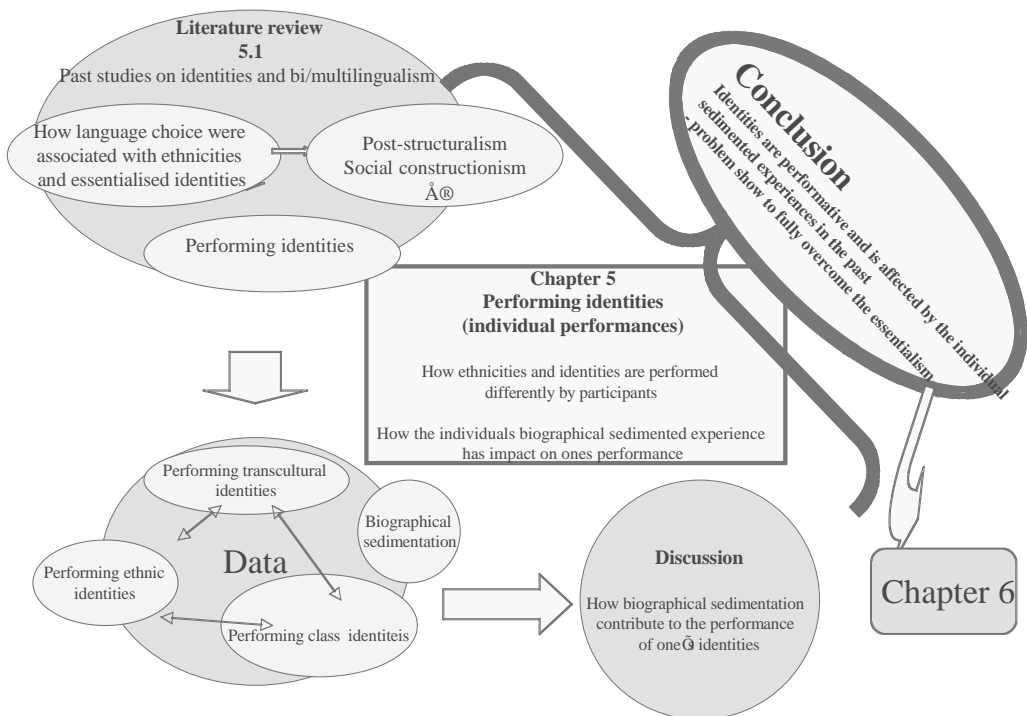 Literature review
5.1
Past studies on identities and bi/multilingualism
How language choice were
associated with ethnicities
and essentialised identities
Post-structuralism
Social constructionism
Å®
Performing identities
Conclusion
Identities are performative and is affected by the individual
sedimented experiences in the past
- problem show to fully overcome the essentialism
Chapter 5
Performing identities
(individual performances)
How ethnicities and identities are performed
differently by participants
How the individuals biographical sedimented experience
has impact on ones performance
Performing transcultural
identities
Biographical
sedimentation
Data
Performing ethnic
identities
Performing class identiteis
Discussion
How biographical sedimentation
contribute to the performance
of oneÕs identities
Chapter 6